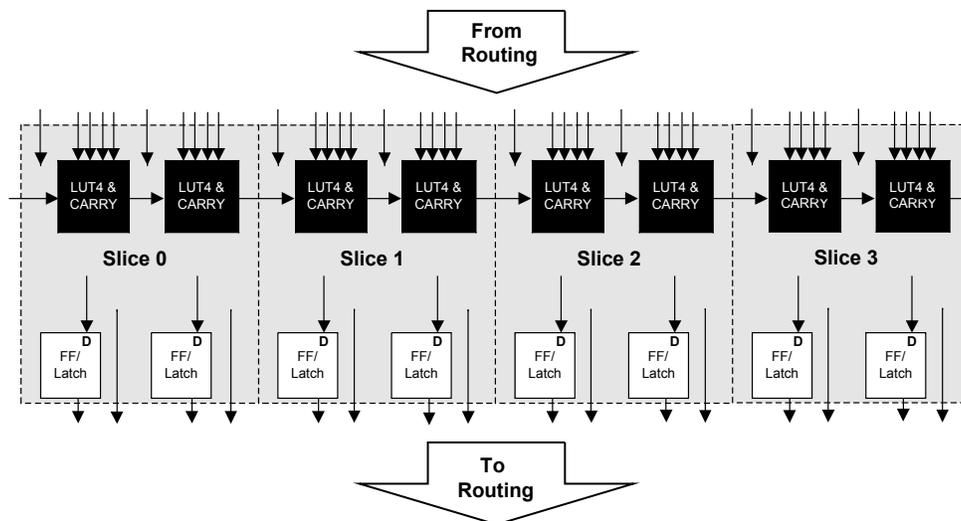 From
Routing
LUT4 &
CARRY
LUT4 &
CARRY
LUT4 &
CARRY
LUT4 &
CARRY
LUT4 &
CARRY
LUT4 &
CARRY
LUT4 &
CARRY
LUT4 &
CARRY
Slice 0
Slice 1
Slice 2
Slice 3
D
FF/
Latch
D
FF/
Latch
D
FF/
Latch
D
FF/
Latch
D
FF/
Latch
D
FF/
Latch
D
FF/
Latch
D
FF/
Latch
To
Routing